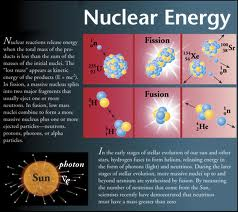 Nuclear Energy
Nuclear reactions release energy
when the total mass of the pro-
ducts is less than the sum of the
masses of the initial nuclei. The
"lost mass" appears as kinetic
energy of the products (E = mc²).
In fission, a massive nucleus splits
into two major fragments that
usually eject one or more
neutrons. In fusion, low mass
nuclei combine to form a more
massive nucleus plus one or more
ejected particles—neutrons,
protons, photons, or alpha
particles.
Fission
n
U
n
Xe
Sr
Fusion
H
H
He
n
Sun
photon
In the early stages of stellar evolution of our sun and other
stars, hydrogen fuses to form helium, releasing energy in
the form of photons (light) and neutrinos. During the later
stages of stellar evolution, more massive nuclei up to and
beyond uranium are synthesized by fusion. By measuring
the number of neutrinos that come from the Sun,
scientists recently have demonstrated that neutrinos
must have a mass greater than zero.